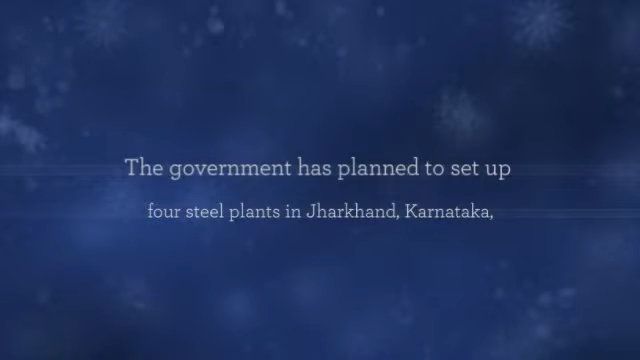 The government has planned to set up
four steel plants in Jharkhand, Karnataka,